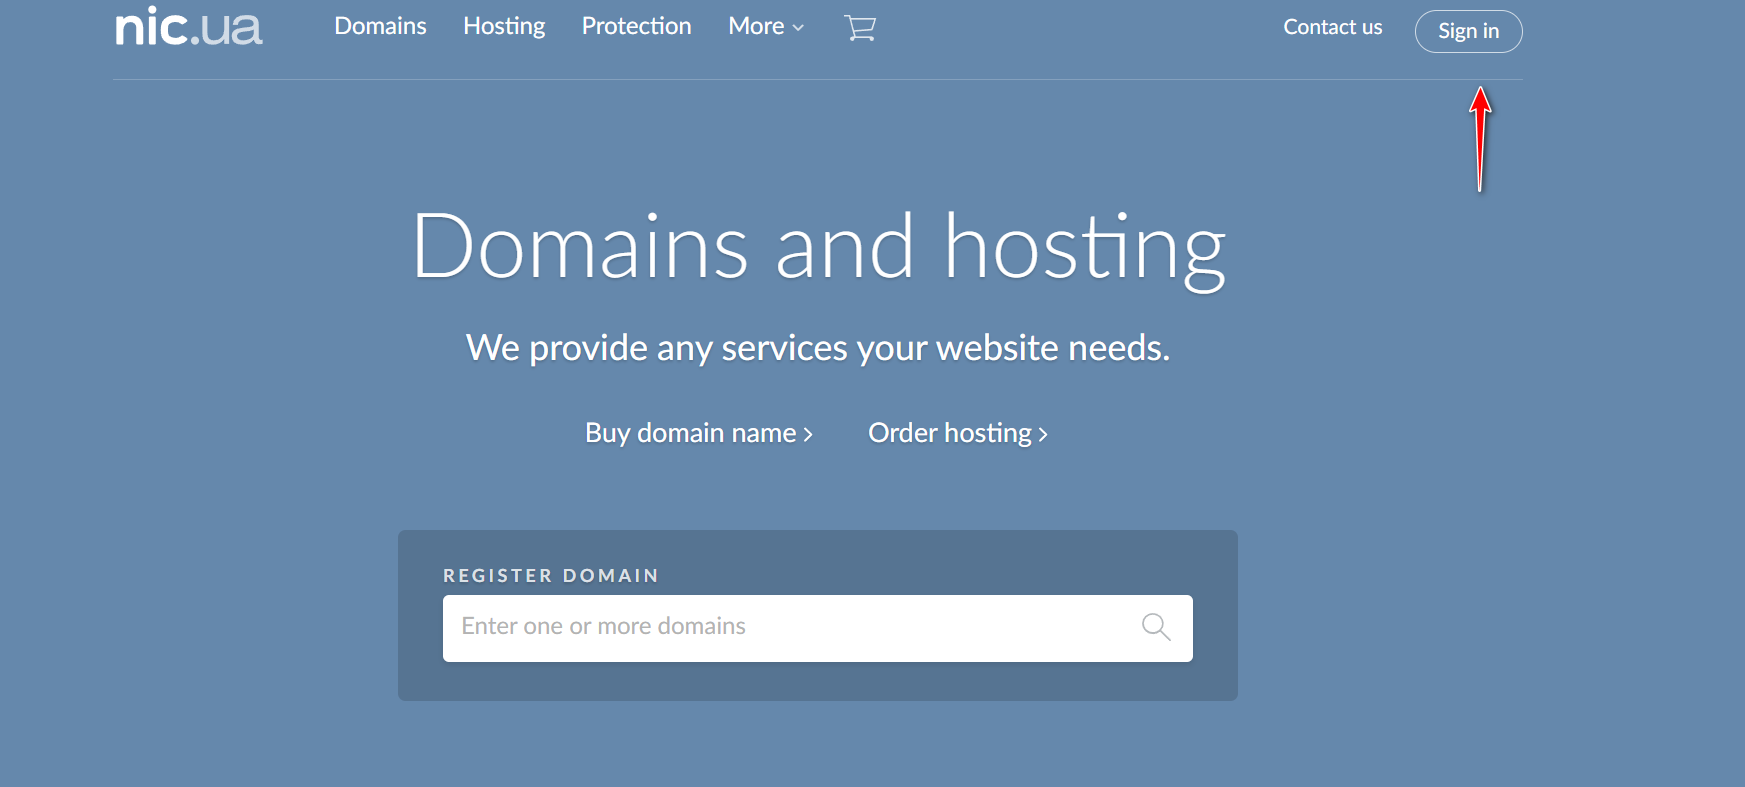 nic.ua Domains Hosting Protection More Contact us Sign in
Domains and hosting
We provide any services your website needs.
Buy domain name Order hosting
REGISTER DOMAIN
Enter one or more domains